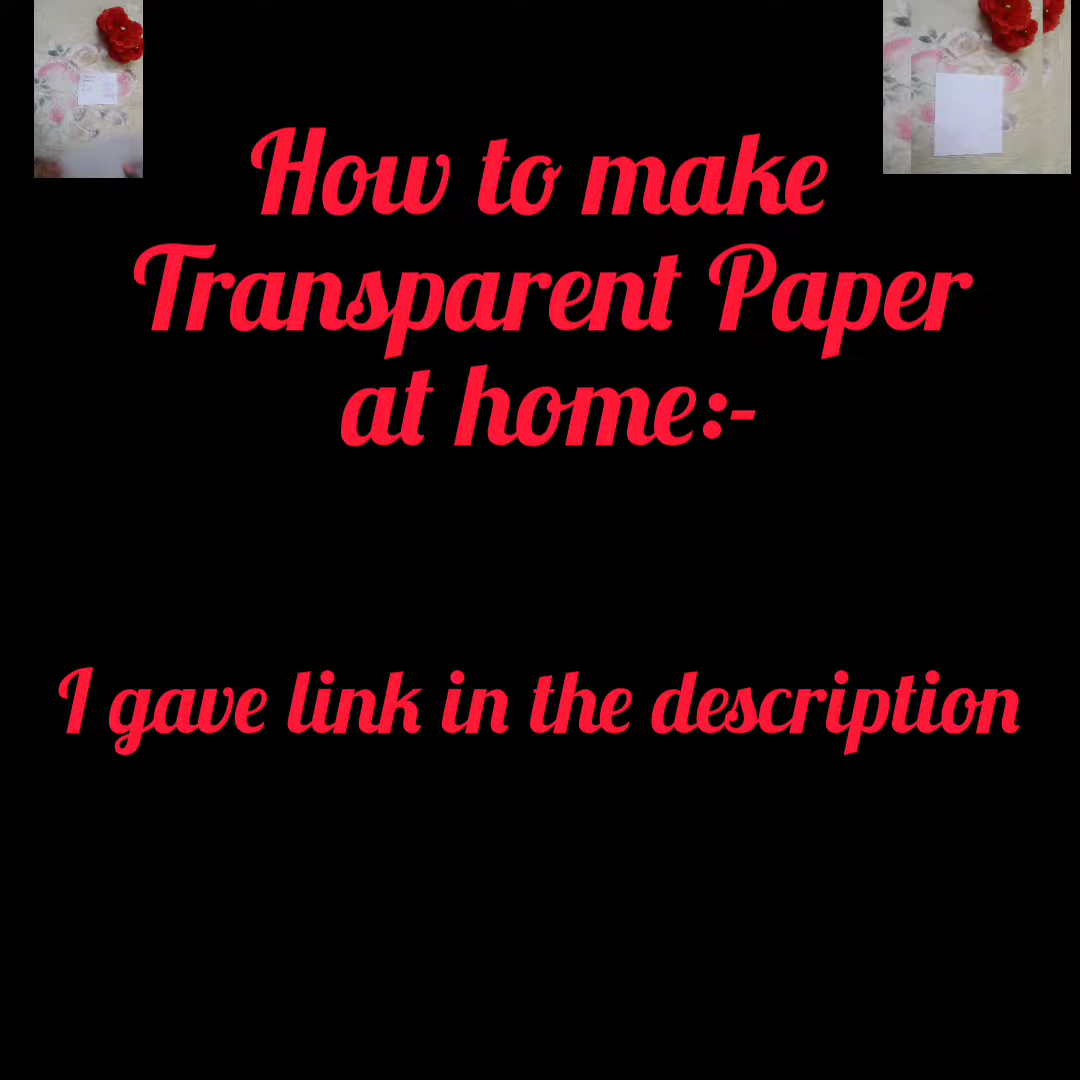 How to make
Transparent Paper
at home:-
I gave link in the description